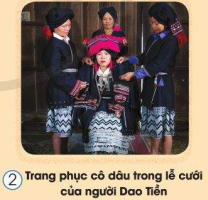 2 Trang phục cô dâu trong lễ cưới
của người Dao Tiền